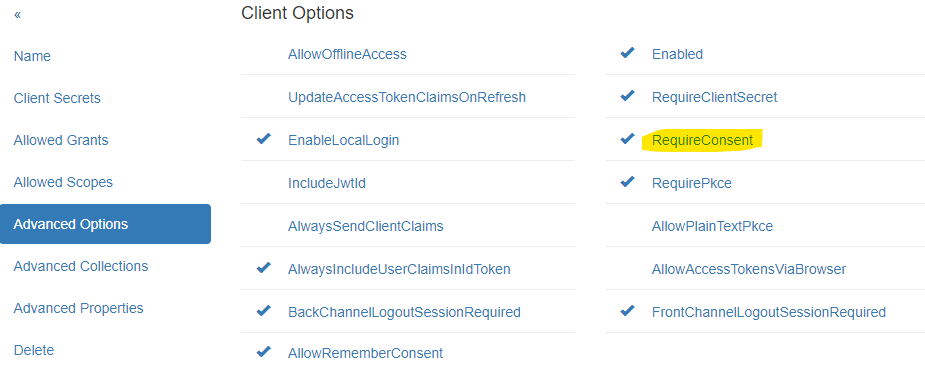 «
Name
Client Secrets
Allowed Grants
Allowed Scopes
Advanced Options
Advanced Collections
Advanced Properties
Delete
Client Options
AllowOfflineAccess
UpdateAccessTokenClaimsOnRefresh
EnableLocalLogin
IncludeJwtId
AlwaysSendClientClaims
AlwaysIncludeUserClaimsInIdToken
BackChannelLogoutSessionRequired
AllowRememberConsent
Enabled
RequireClientSecret
RequireConsent
RequirePkce
AllowPlainTextPkce
AllowAccessTokensViaBrowser
FrontChannelLogoutSessionRequired